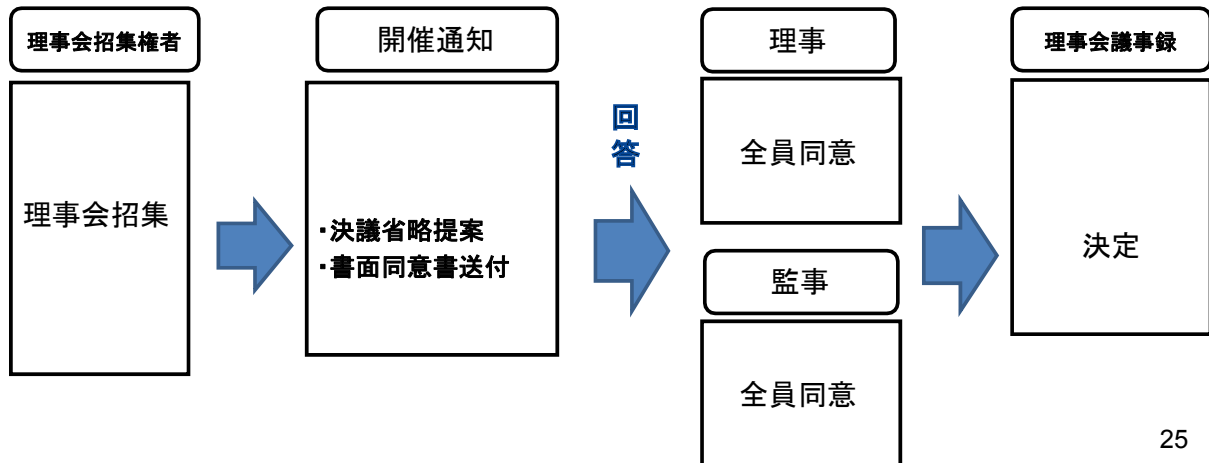 理事会招集権者
理事会招集
開催通知
・決議省略提案
・書面同意書送付
回
答
理事
全員同意
監事
全員同意
理事会議事録
決定
25